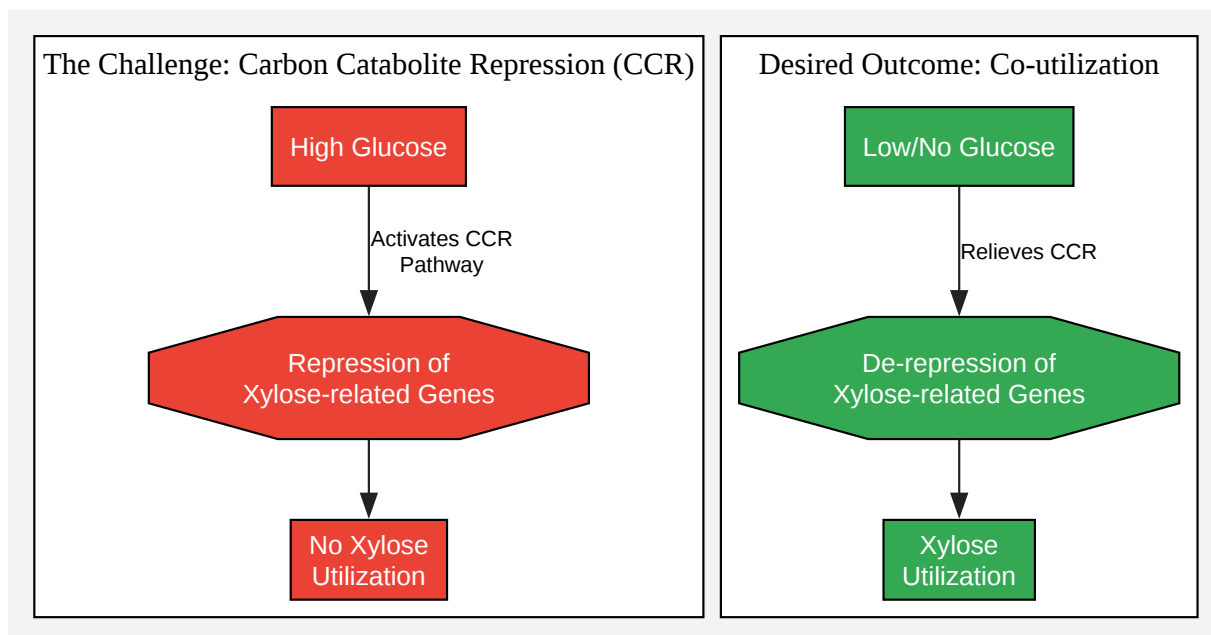 The Challenge: Carbon Catabolite Repression (CCR)
High Glucose
Activates CCR
Pathway
Repression of
Xylose-related Genes
No Xylose
Utilization
Desired Outcome: Co-utilization
Low/No Glucose
Relieves CCR
De-repression of
Xylose-related Genes
Xylose
Utilization